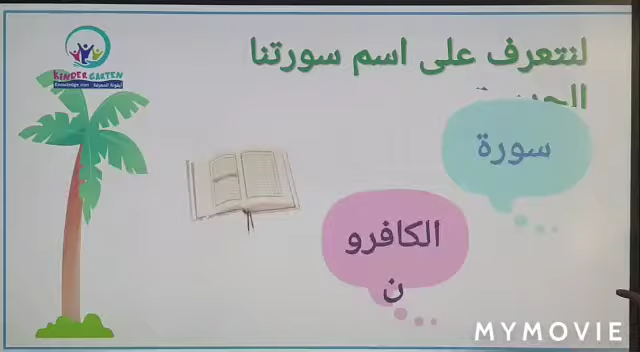 KINDERGARTEN
لنتعرف على اسم سورتنا
سورة
الكافرو
ن
MYMOVIE